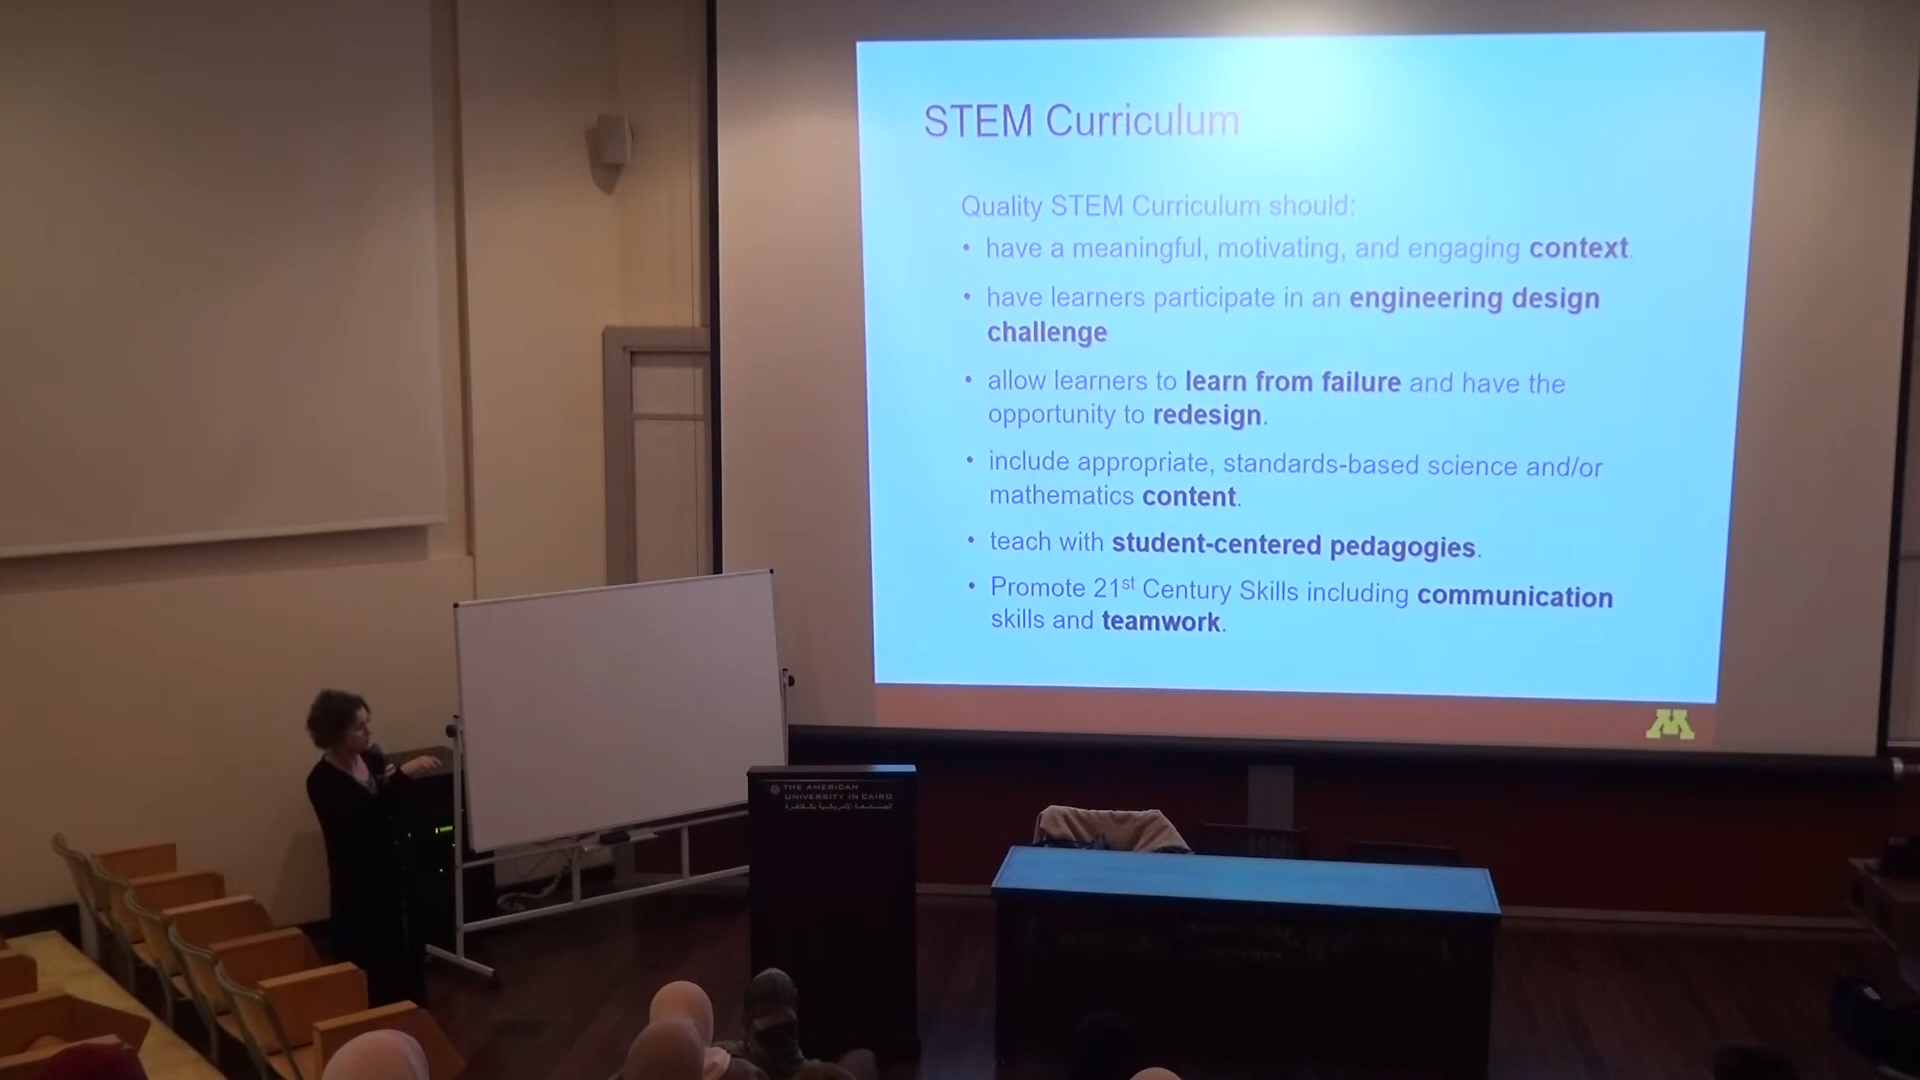 STEM Curriculum
Quality STEM Curriculum should:
• have a meaningful, motivating, and engaging context.
• have learners participate in an engineering design
challenge
• allow learners to learn from failure and have the
opportunity to redesign.
• include appropriate, standards-based science and/or
mathematics content.
• teach with student-centered pedagogies.
• Promote 21st Century Skills including communication
skills and teamwork.
M
THE AMERICAN
UNIVERSITY IN CAIRO
الجامعة الأمريكية بالقاهرة